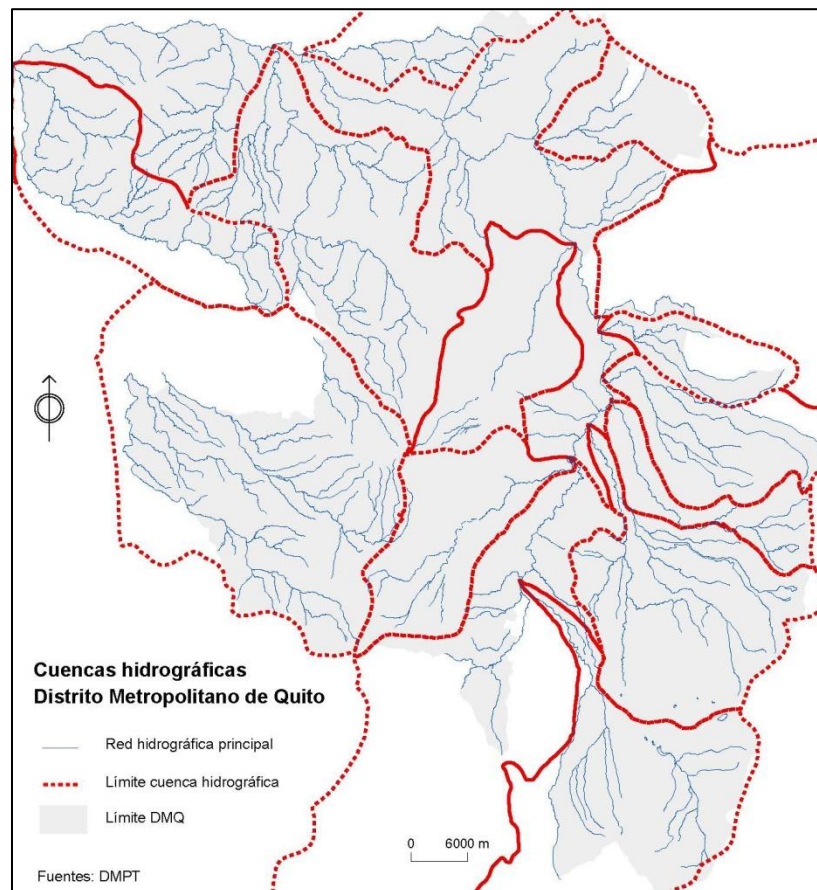 Cuencas hidrográficas
Distrito Metropolitano de Quito
Red hidrográfica principal
Límite cuenca hidrográfica
Límite DMQ
0 6000 m
Fuentes: DMPT